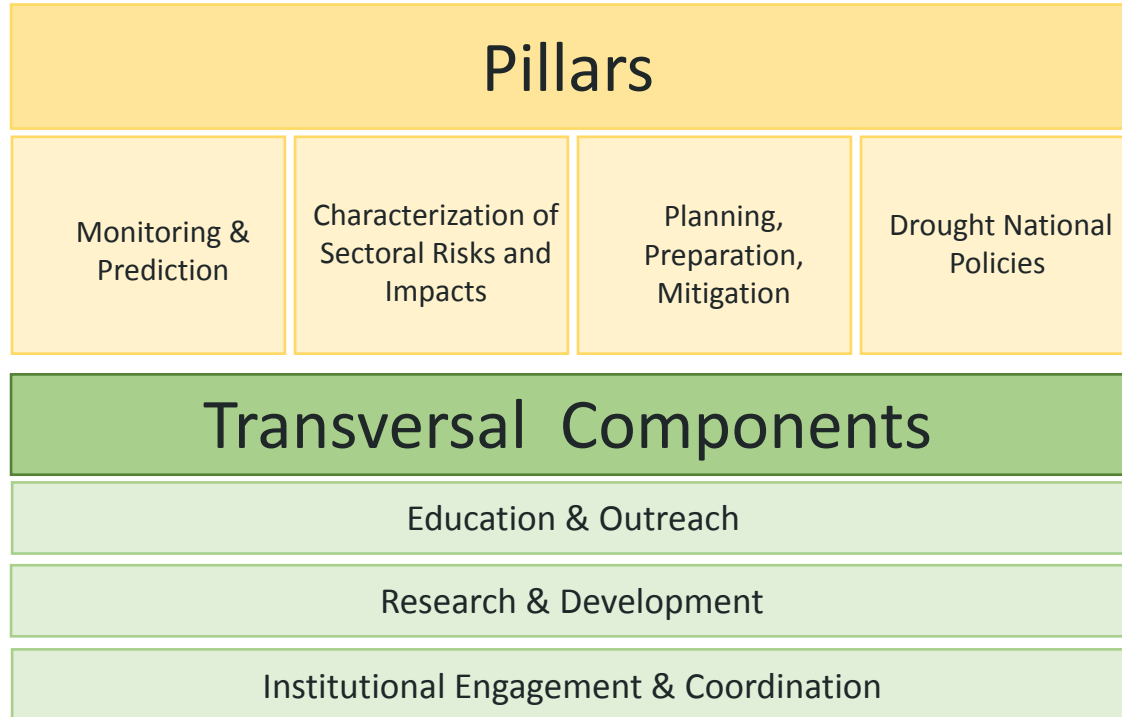 Pillars
Monitoring &
Prediction
Characterization of
Sectoral Risks and
Impacts
Planning,
Preparation,
Mitigation
Drought National
Policies
Transversal  Components
Education & Outreach
Research & Development
Institutional Engagement & Coordination